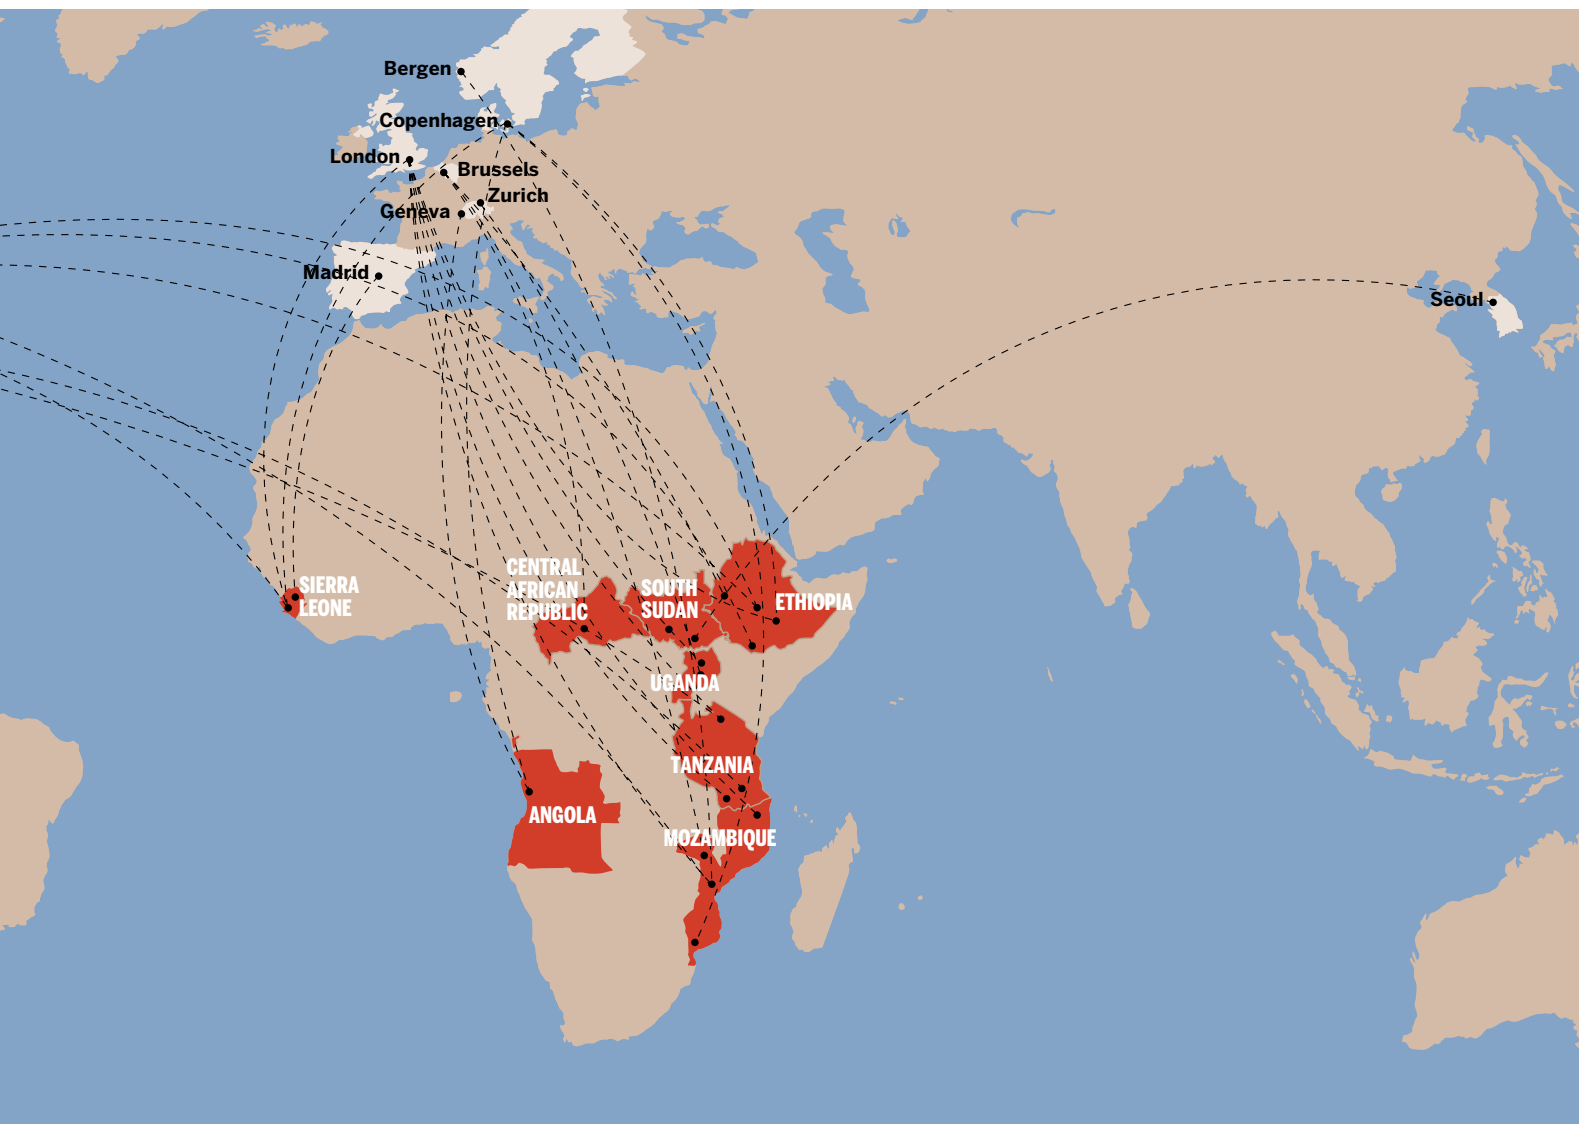 Bergen
Copenhagen
London
Brussels
Zurich
Geneva
Madrid
Seoul
CENTRAL
AFRICAN
REPUBLIC
SIERRA
LEONE
SOUTH
SUDAN
ETHIOPIA
UGANDA
TANZANIA
ANGOLA
MOZAMBIQUE